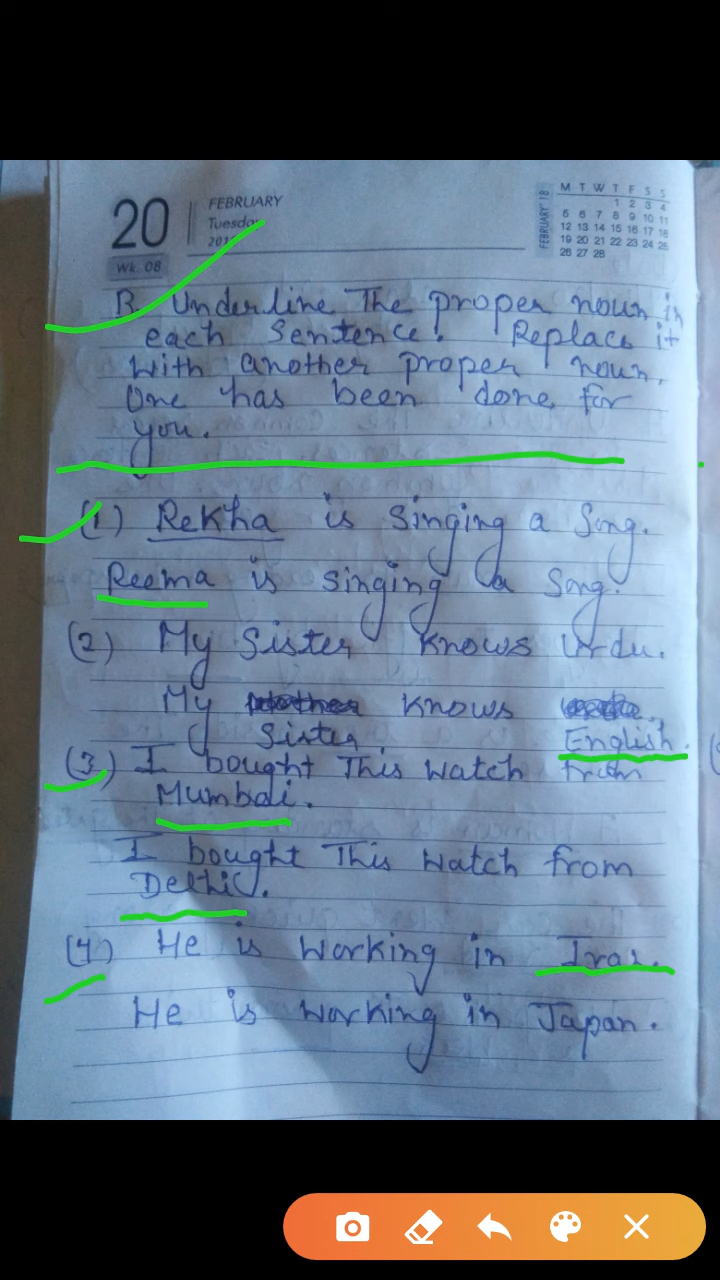 20
FEBRUARY
Tuesday
201
Wk. 08
FEBRUARY' 18
M T W T F S S
1 2 3 4
5 6 7 8 9 10 11
12 13 14 15 16 17 18
19 20 21 22 23 24 25
26 27 28
B. Underline The proper noun in
each Sentence. Replace it
with another proper noun.
One has been done for
you.
(1) Rekha is singing a Song.
Reema is singing a Song.
(2) My Sister knows Urdu.
My knows
Sister English.
(3) I bought This watch from
Mumbai.
I bought This watch from
Delhi.
(4) He is working in
He is working in Japan.